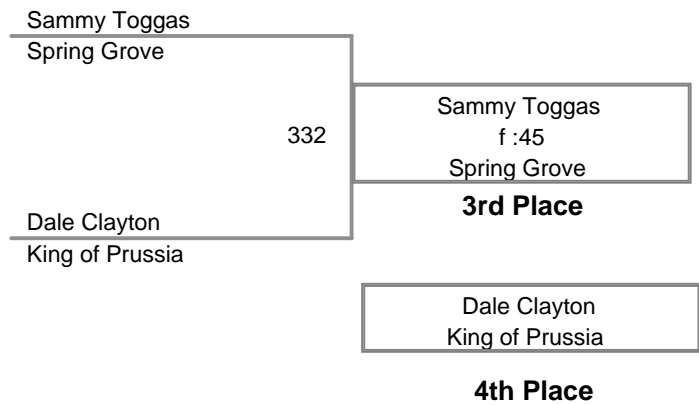 Sammy Toggas
Spring Grove
332
Sammy Toggas
f :45
Spring Grove
3rd Place
Dale Clayton
King of Prussia
Dale Clayton
King of Prussia
4th Place